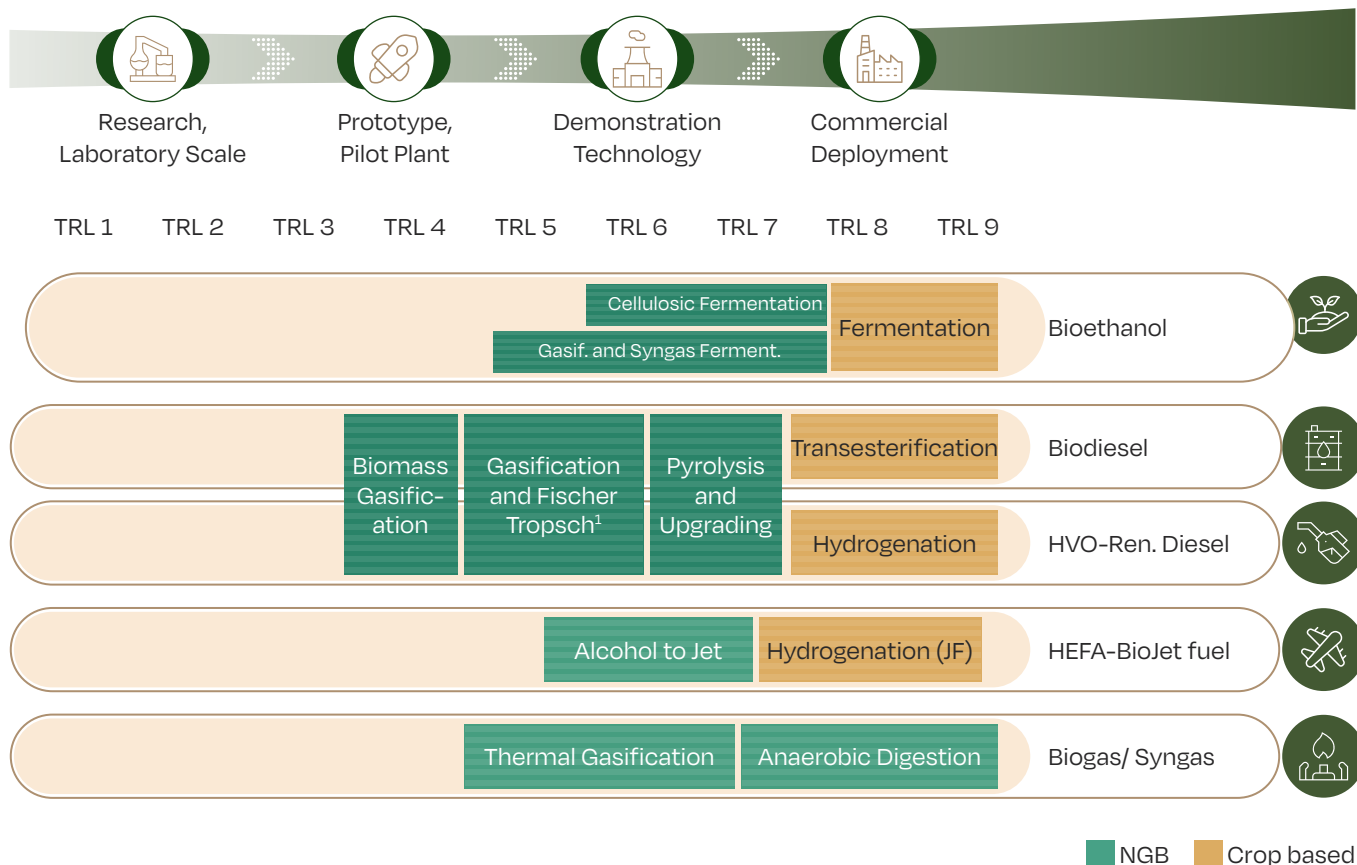 Research,
Laboratory Scale
Prototype,
Pilot Plant
Demonstration
Technology
Commercial
Deployment
TRL 1 TRL 2 TRL 3 TRL 4 TRL 5 TRL 6 TRL 7 TRL 8 TRL 9
Cellulosic Fermentation
Gasif. and Syngas Ferment.
Fermentation
Bioethanol
Biomass
Gasific-
ation
Gasification
and Fischer
Tropsch¹
Pyrolysis
and
Upgrading
Transesterification
Biodiesel
Hydrogenation
HVO-Ren. Diesel
Alcohol to Jet
Hydrogenation (JF)
HEFA-BioJet fuel
Thermal Gasification
Anaerobic Digestion
Biogas/ Syngas
NGB
Crop based